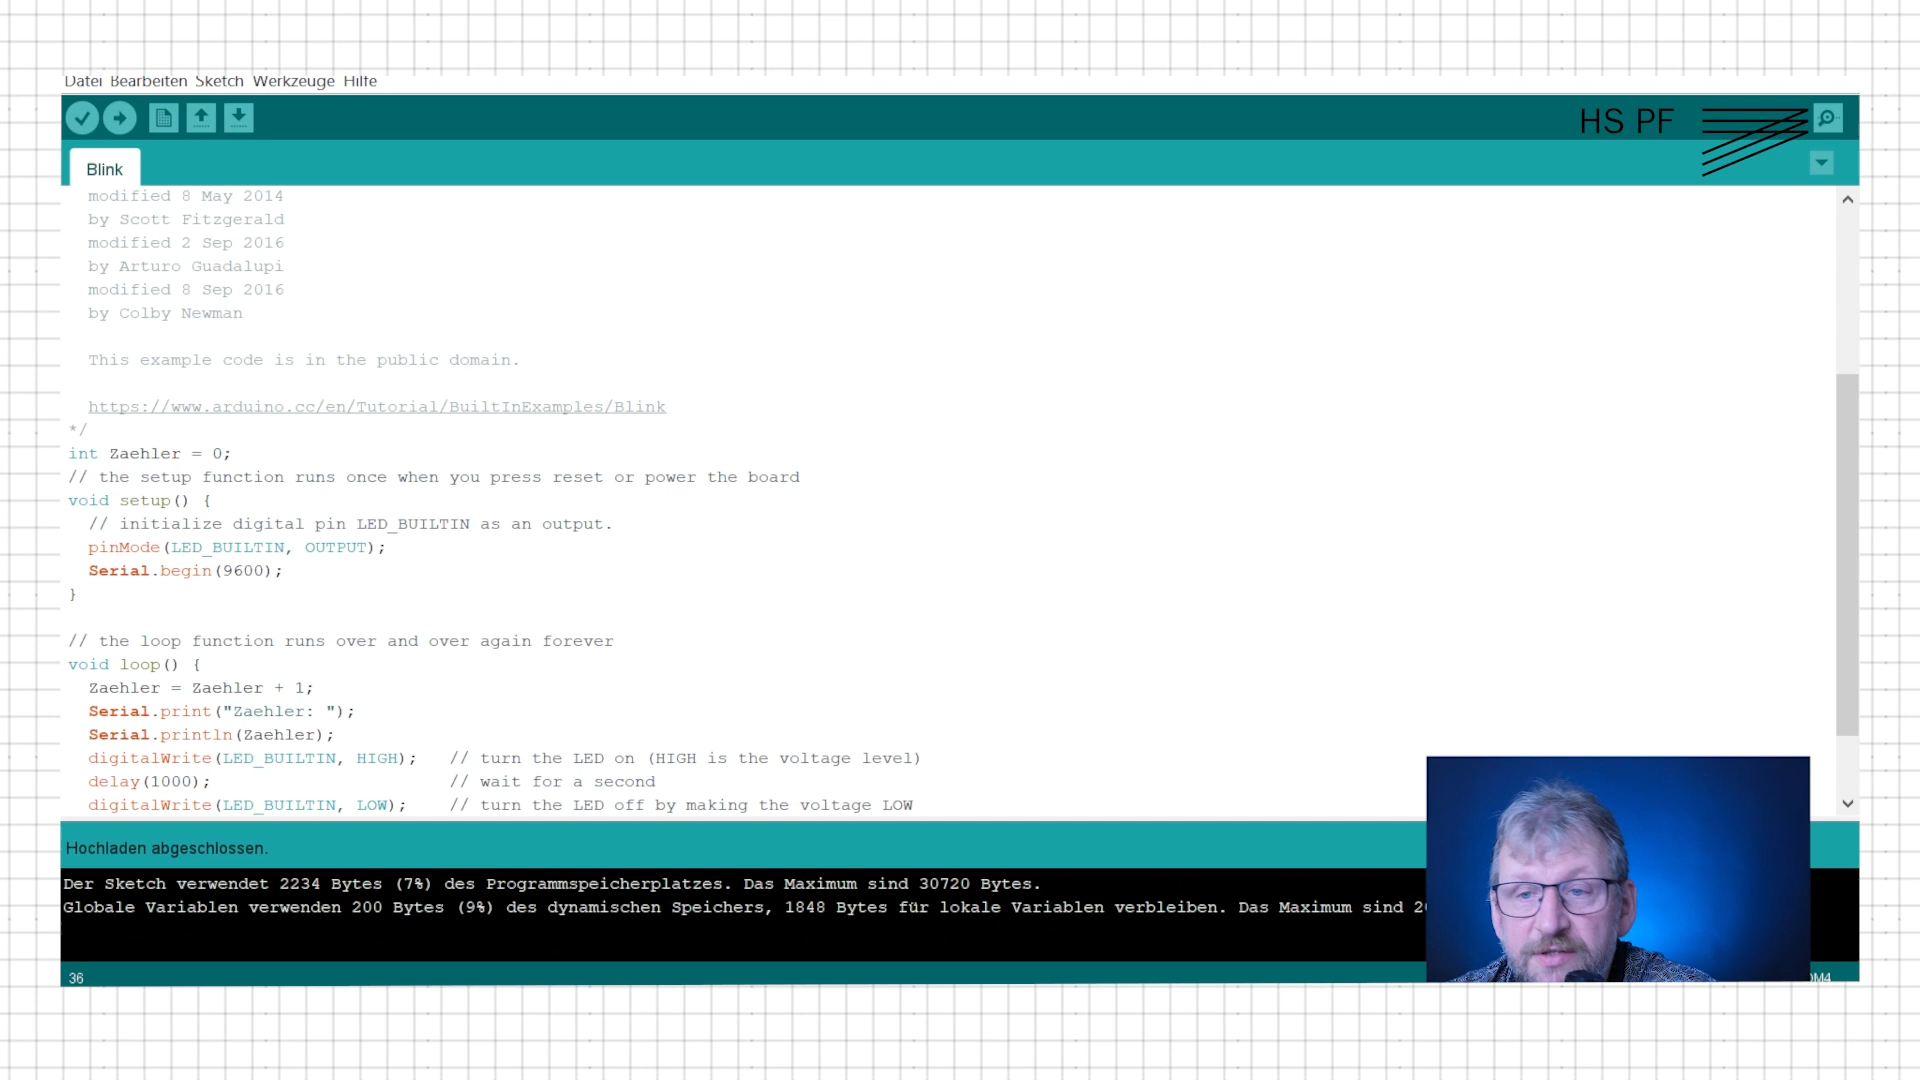 Datei Bearbeiten Sketch Werkzeuge Hilfe
HS PF
Blink
modified 8 May 2014
by Scott Fitzgerald
modified 2 Sep 2016
by Arturo Guadalupi
modified 8 Sep 2016
by Colby Newman
This example code is in the public domain.
https://www.arduino.cc/en/Tutorial/BuiltInExamples/Blink
*/
int Zaehler = 0;
// the setup function runs once when you press reset or power the board
void setup() {
// initialize digital pin LED_BUILTIN as an output.
pinMode(LED_BUILTIN, OUTPUT);
Serial.begin(9600);
}
// the loop function runs over and over again forever
void loop() {
Zaehler = Zaehler + 1;
Serial.print("Zaehler: ");
Serial.println(Zaehler);
digitalWrite(LED_BUILTIN, HIGH); // turn the LED on (HIGH is the voltage level)
delay(1000); // wait for a second
digitalWrite(LED_BUILTIN, LOW); // turn the LED off by making the voltage LOW
Hochladen abgeschlossen.
Der Sketch verwendet 2234 Bytes (7%) des Programmspeicherplatzes. Das Maximum sind 30720 Bytes.
Globale Variablen verwenden 200 Bytes (9%) des dynamischen Speichers, 1848 Bytes für lokale Variablen verbleiben. Das Maximum sind
36